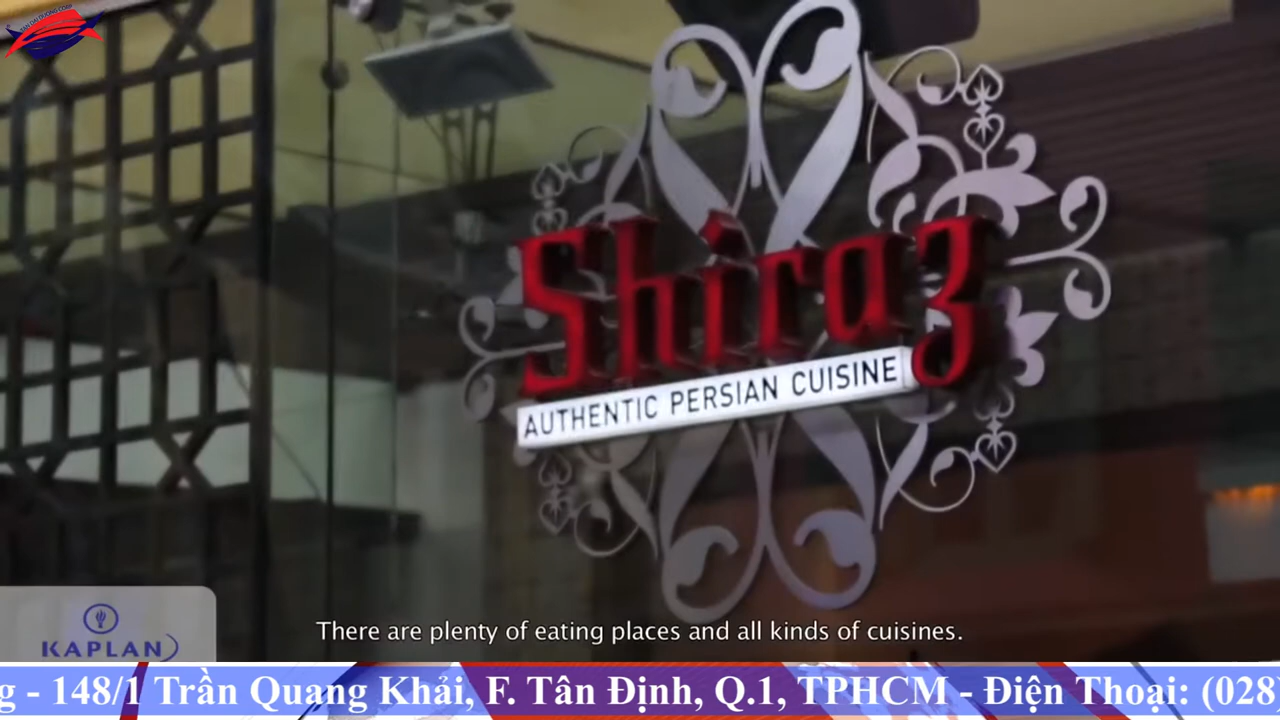 Shiraz
AUTHENTIC PERSIAN CUISINE
There are plenty of eating places and all kinds of cuisines.
KAPLAN
g - 148/1 Trần Quang Khải, F. Tân Định, Q.1, TPHCM - Điện Thoại: (028)